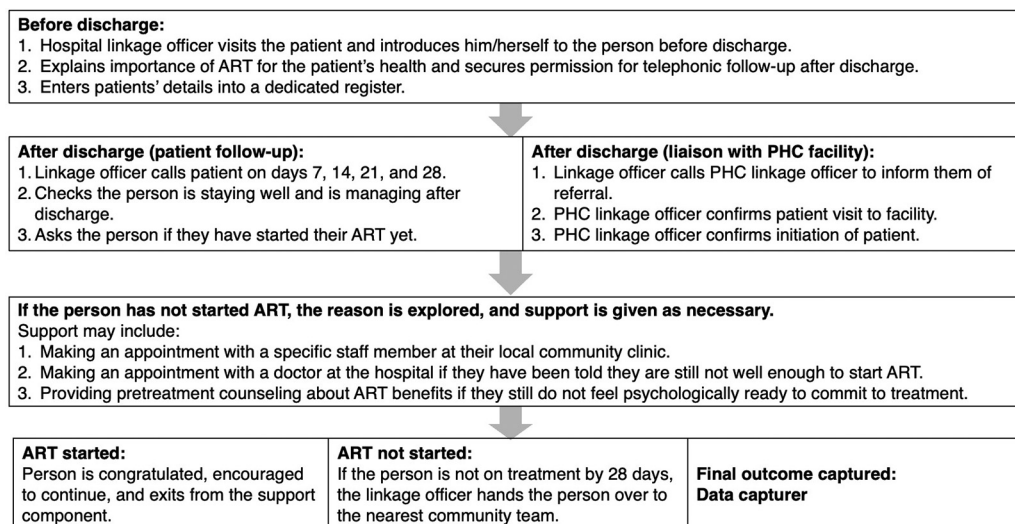 Before discharge:
1. Hospital linkage officer visits the patient and introduces him/herself to the person before discharge.
2. Explains importance of ART for the patient’s health and secures permission for telephonic follow-up after discharge.
3. Enters patients’ details into a dedicated register.
After discharge (patient follow-up):
1. Linkage officer calls patient on days 7, 14, 21, and 28.
2. Checks the person is staying well and is managing after
discharge.
3. Asks the person if they have started their ART yet.
After discharge (liaison with PHC facility):
1. Linkage officer calls PHC linkage officer to inform them of
referral.
2. PHC linkage officer confirms patient visit to facility.
3. PHC linkage officer confirms initiation of patient.
If the person has not started ART, the reason is explored, and support is given as necessary.
Support may include:
1. Making an appointment with a specific staff member at their local community clinic.
2. Making an appointment with a doctor at the hospital if they have been told they are still not well enough to start ART.
3. Providing pretreatment counseling about ART benefits if they still do not feel psychologically ready to commit to treatment.
ART started:
Person is congratulated, encouraged
to continue, and exits from the support
component.
ART not started:
If the person is not on treatment by 28 days,
the linkage officer hands the person over to
the nearest community team.
Final outcome captured:
Data capturer